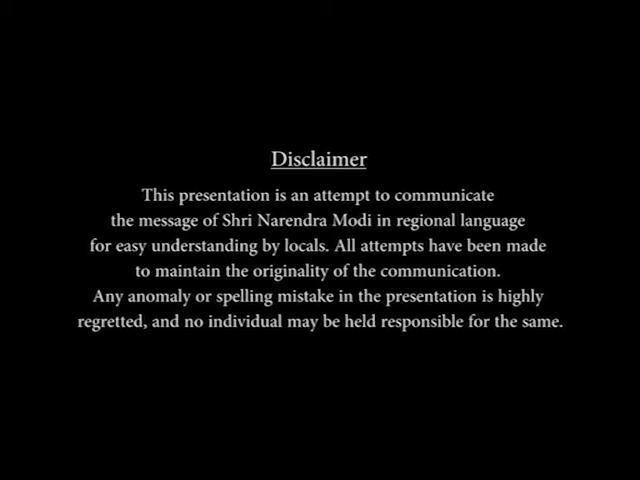 Disclaimer
This presentation is an attempt to communicate
the message of Shri Narendra Modi in regional language
for easy understanding by locals. All attempts have been made
to maintain the originality of the communication.
Any anomaly or spelling mistake in the presentation is highly
regretted, and no individual may be held responsible for the same.